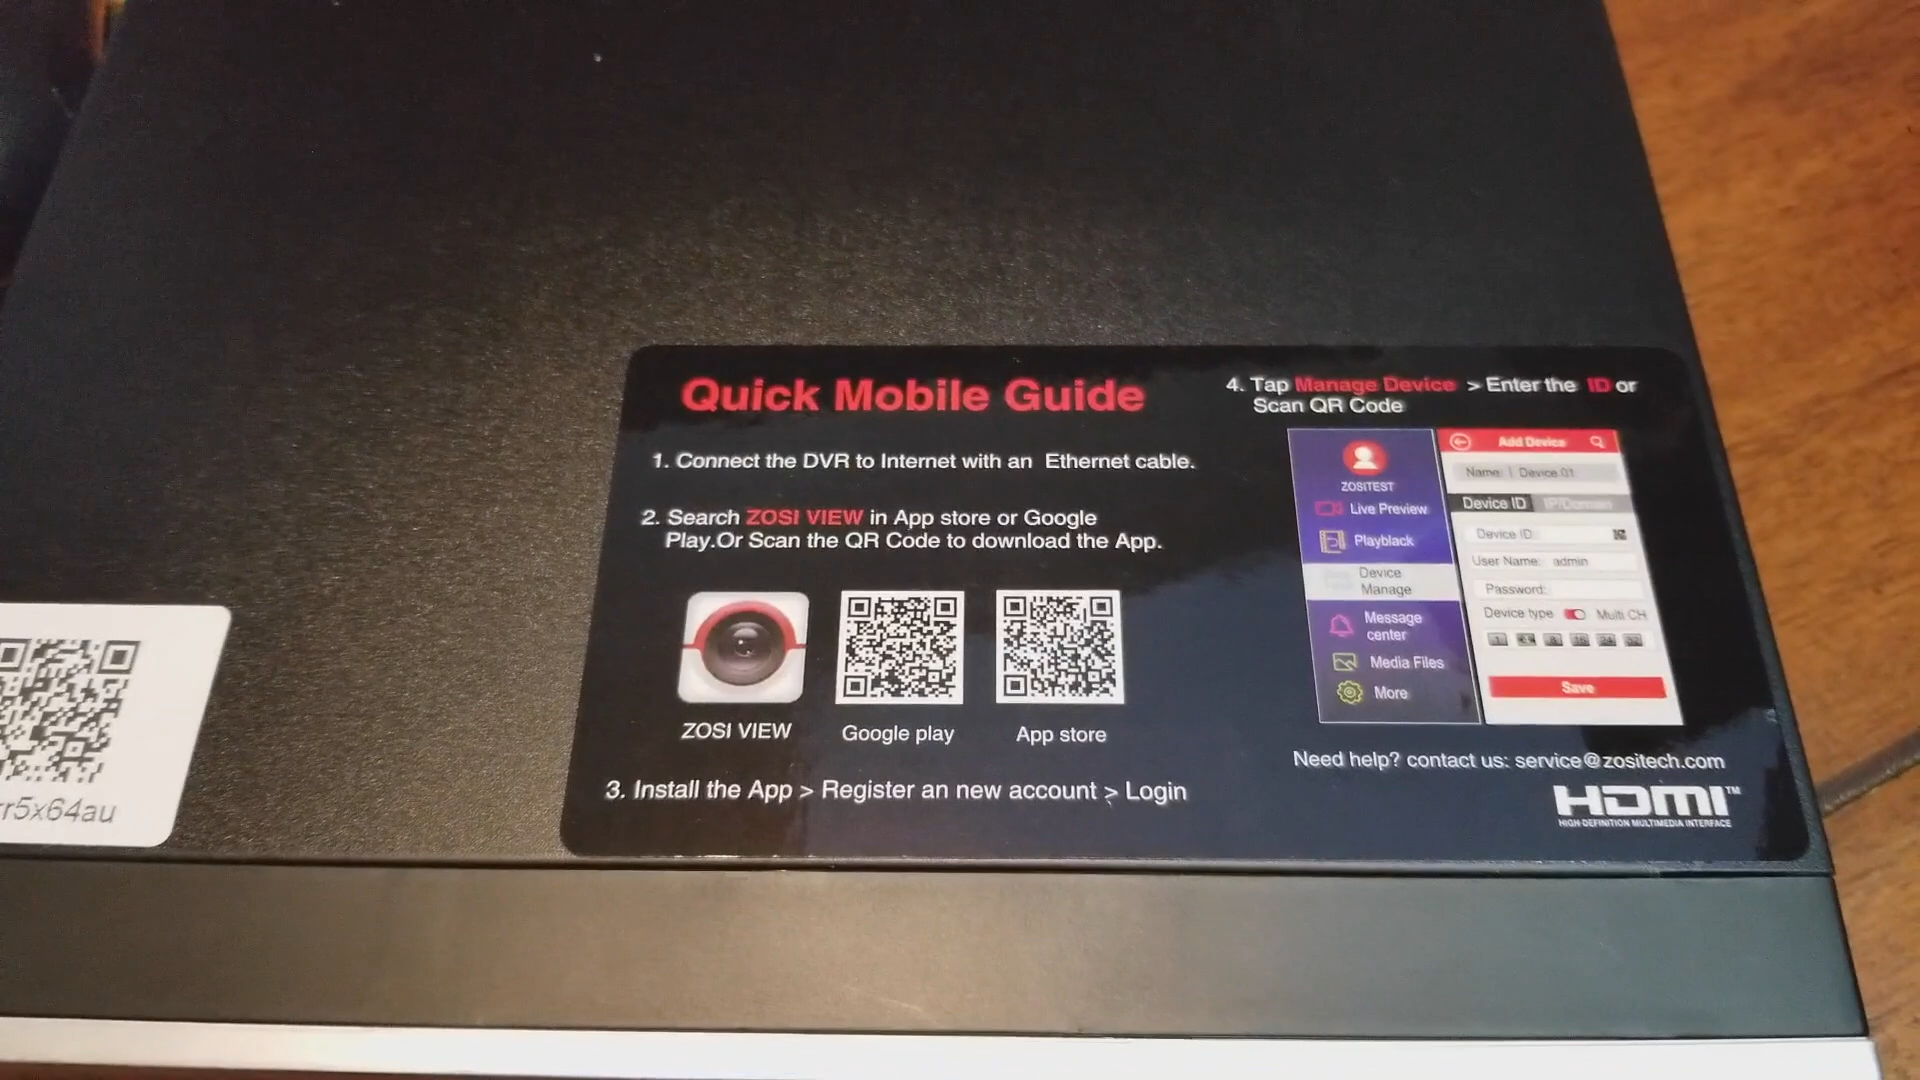 Quick Mobile Guide
1. Connect the DVR to Internet with an Ethernet cable.
2. Search ZOSI VIEW in App store or Google
Play.Or Scan the QR Code to download the App.
ZOSI VIEW
Google play
App store
3. Install the App > Register an new account > Login
4. Tap Manage Device > Enter the ID or
Scan QR Code
ZOSITEST
Live Preview
Playblack
Device
Manage
Message
center
Media Files
More
Add Device
Name: | Device 01
Device ID IP/Domain
Device ID:
User Name: admin
Password:
Device type Multi CH
Save
Need help? contact us: service@zositech.com
HDMI™
HIGH-DEFINITION MULTIMEDIA INTERFACE
r5x64au